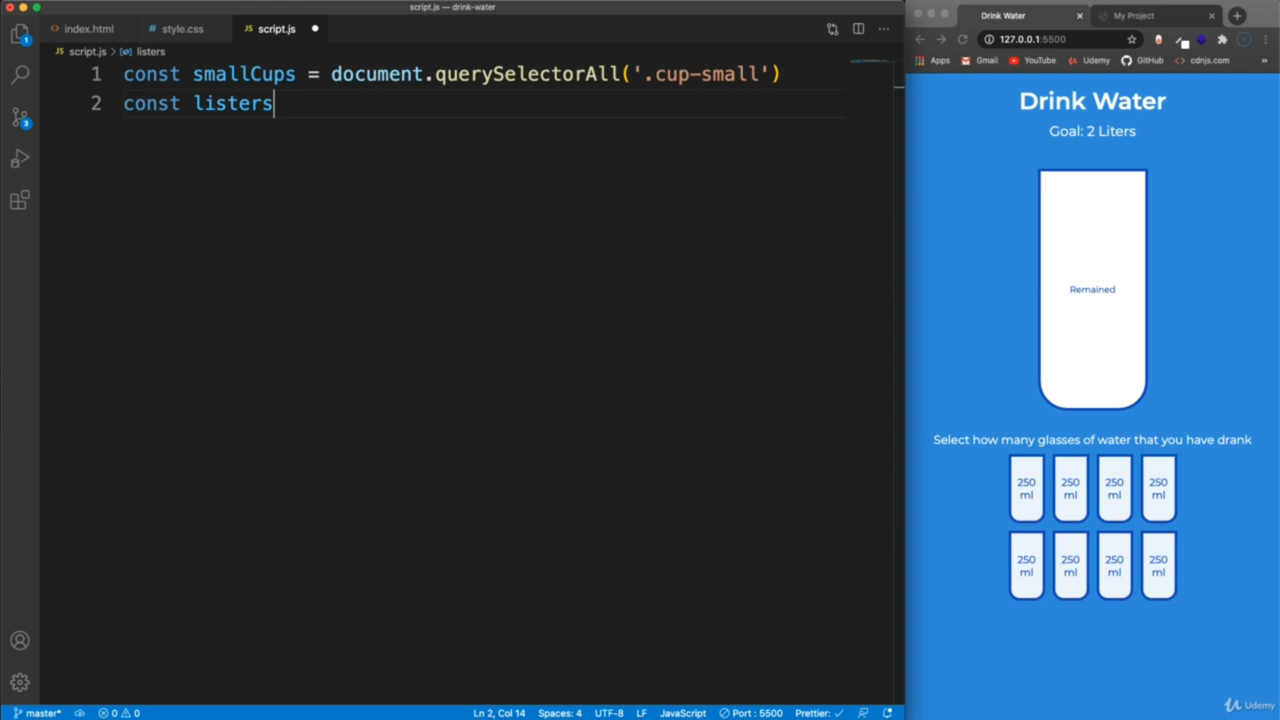 script.js — drink-water
index.html
style.css
script.js
script.js > listers
1 const smallCups = document.querySelectorAll('.cup-small')
2 const listers
1
3
master*
0 0
Ln 2, Col 14 Spaces: 4 UTF-8 LF JavaScript Port : 5500 Prettier: ✓
Drink Water
My Project
127.0.0.1:5500
Apps Gmail YouTube Udemy GitHub cdnjs.com »
Drink Water
Goal: 2 Liters
Remained
Select how many glasses of water that you have drank
250 250 250 250
ml ml ml ml
250 250 250 250
ml ml ml ml
Udemy